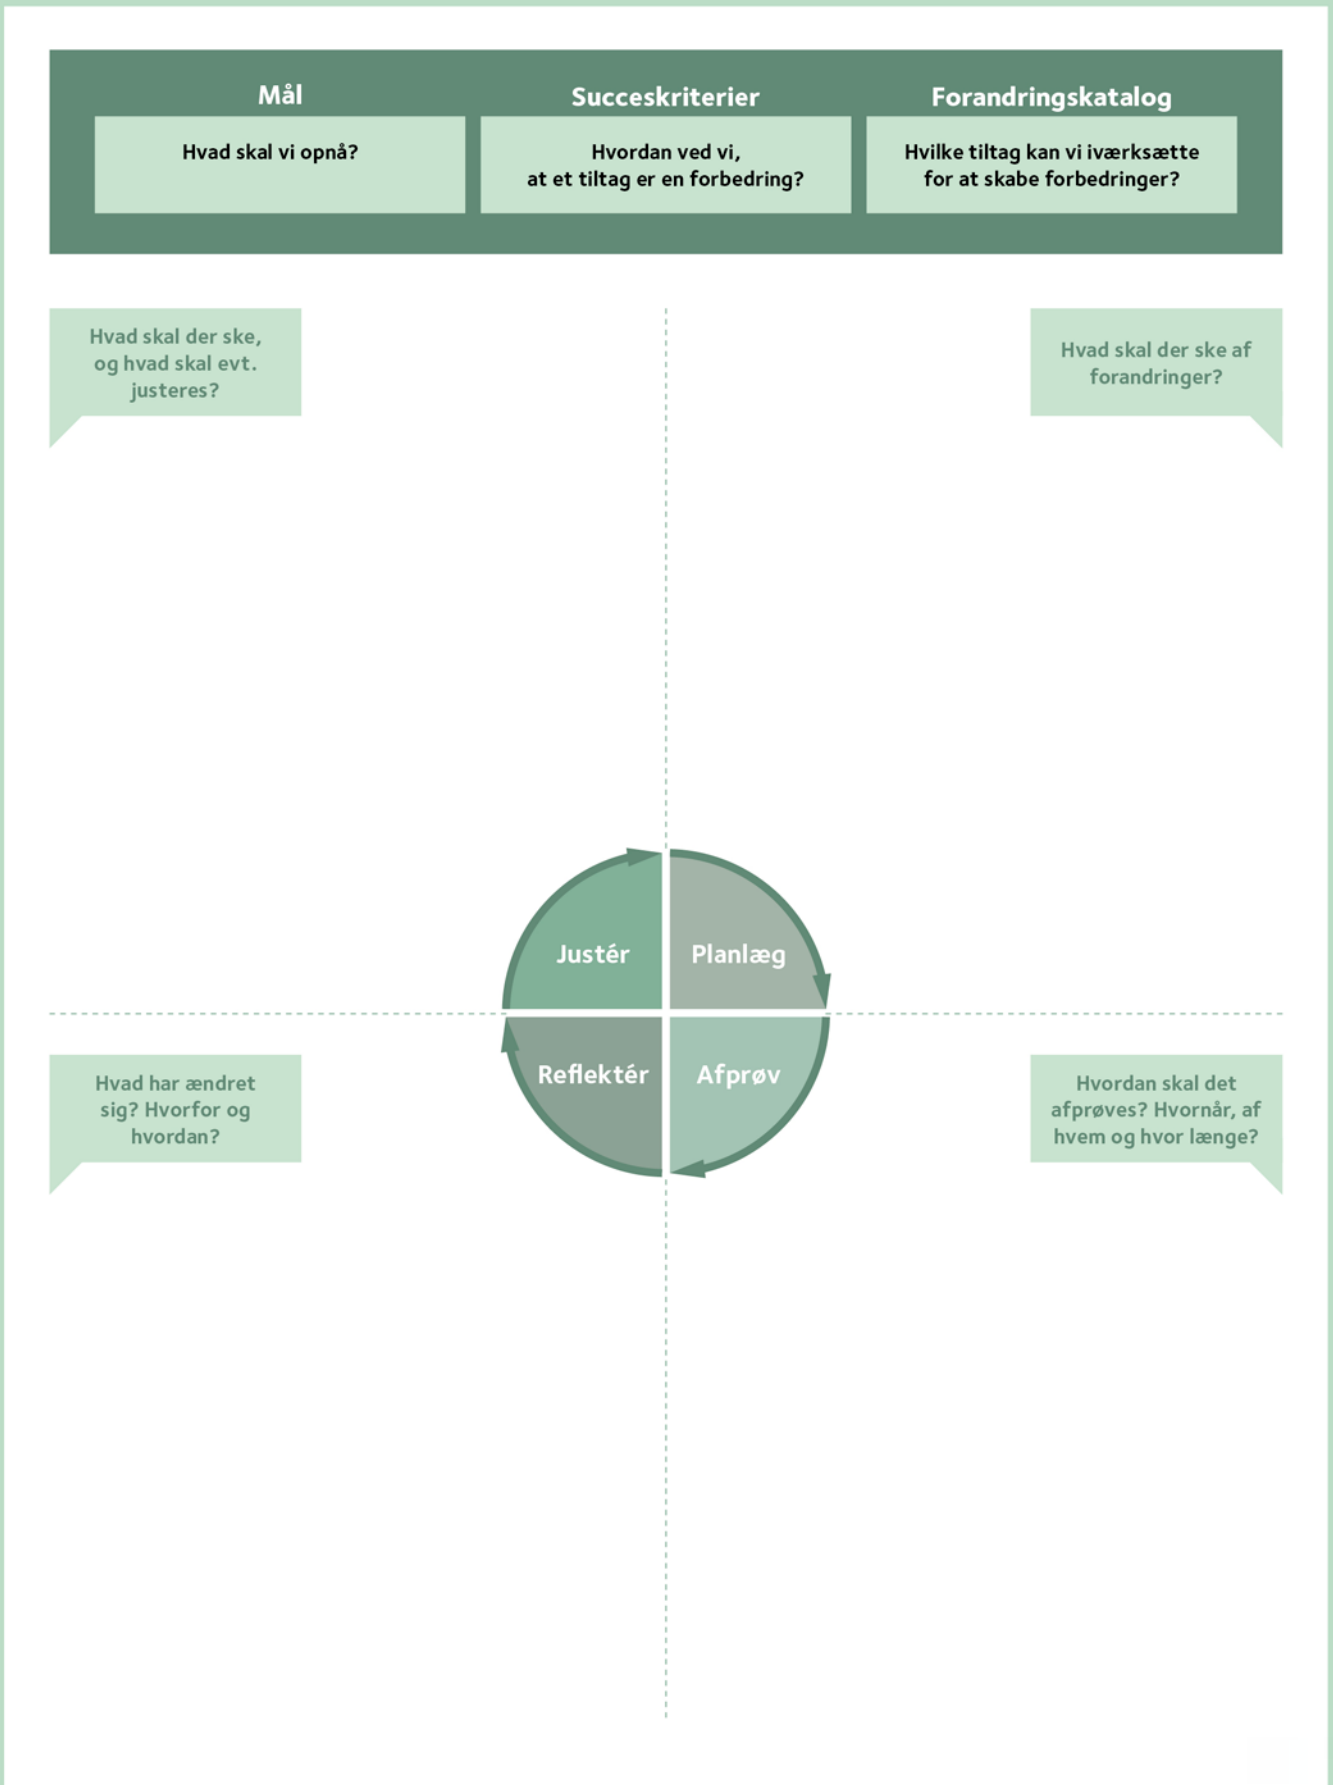 Mål
Hvad skal vi opnå?
Succeskriterier
Hvordan ved vi,
at et tiltag er en forbedring?
Forandringskatalog
Hvilke tiltag kan vi iværksætte
for at skabe forbedringer?
Hvad skal der ske,
og hvad skal evt.
justeres?
Hvad skal der ske af
forandringer?
Justér
Planlæg
Reflektér
Afprøv
Hvad har ændret
sig? Hvorfor og
hvordan?
Hvordan skal det
afprøves? Hvornår, af
hvem og hvor længe?